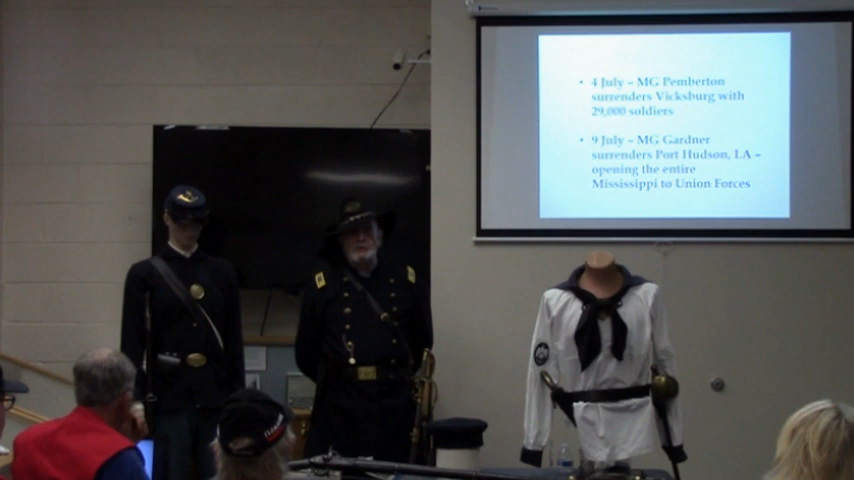 • 4 July – MG Pemberton
surrenders Vicksburg with
29,000 soldiers
• 9 July – MG Gardner
surrenders Port Hudson, LA –
opening the entire
Mississippi to Union Forces